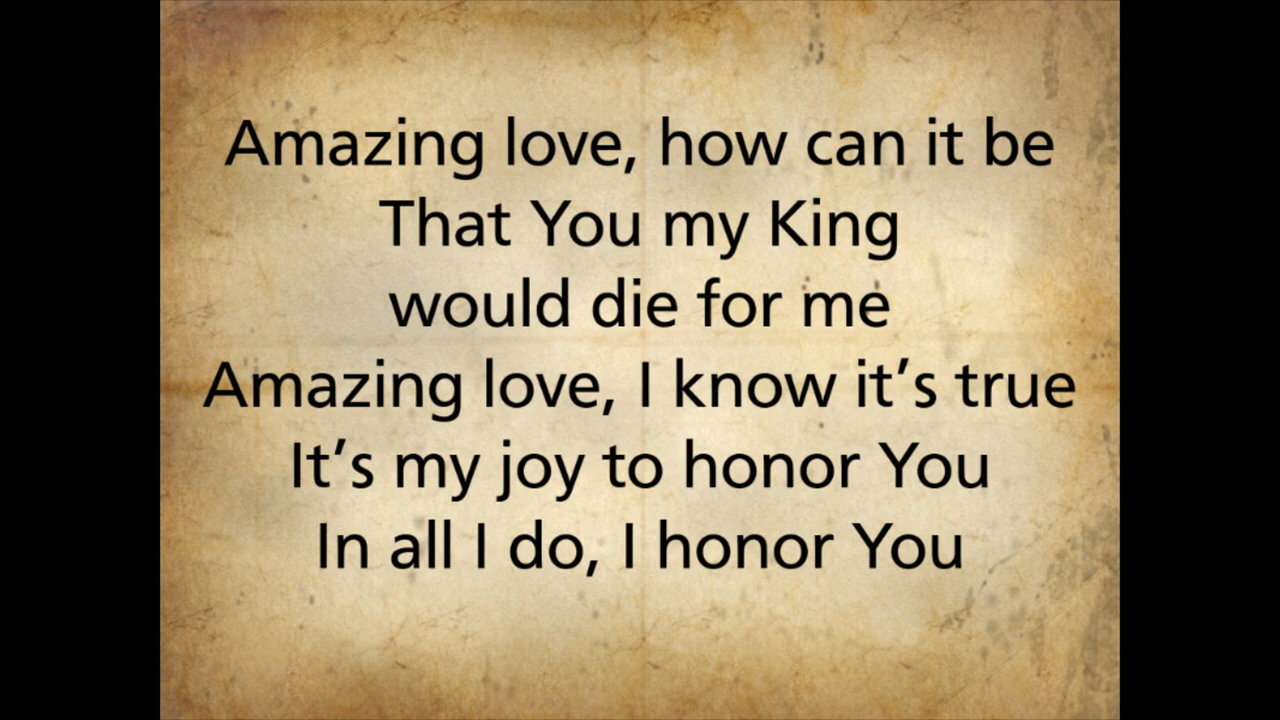 Amazing love, how can it be
That You my King
would die for me
Amazing love, I know it’s true
It’s my joy to honor You
In all I do, I honor You